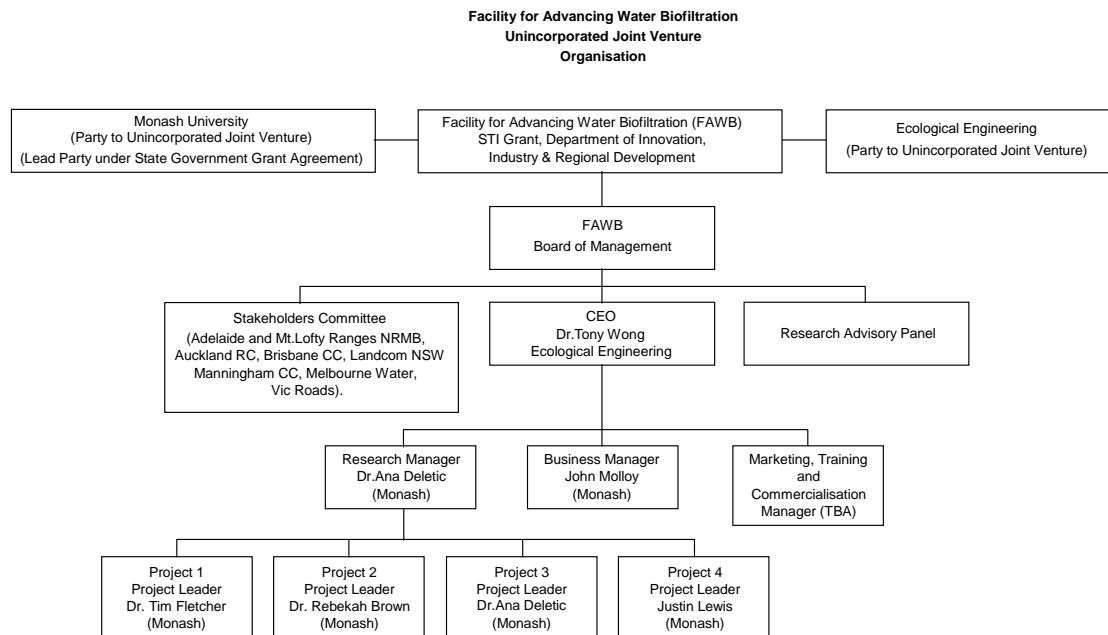 Facility for Advancing Water Biofiltration
Unincorporated Joint Venture
Organisation
Monash University
(Party to Unincorporated Joint Venture)
(Lead Party under State Government Grant Agreement)
Facility for Advancing Water Biofiltration (FAWB)
STI Grant, Department of Innovation,
Industry & Regional Development
Ecological Engineering
(Party to Unincorporated Joint Venture)
FAWB
Board of Management
Stakeholders Committee
(Adelaide and Mt.Lofty Ranges NRMB,
Auckland RC, Brisbane CC, Landcom NSW
Manningham CC, Melbourne Water,
Vic Roads).
CEO
Dr.Tony Wong
Ecological Engineering
Research Advisory Panel
Research Manager
Dr.Ana Deletic
(Monash)
Business Manager
John Molloy
(Monash)
Marketing, Training
and
Commercialisation
Manager (TBA)
Project 1
Project Leader
Dr. Tim Fletcher
(Monash)
Project 2
Project Leader
Dr. Rebekah Brown
(Monash)
Project 3
Project Leader
Dr.Ana Deletic
(Monash)
Project 4
Project Leader
Justin Lewis
(Monash)